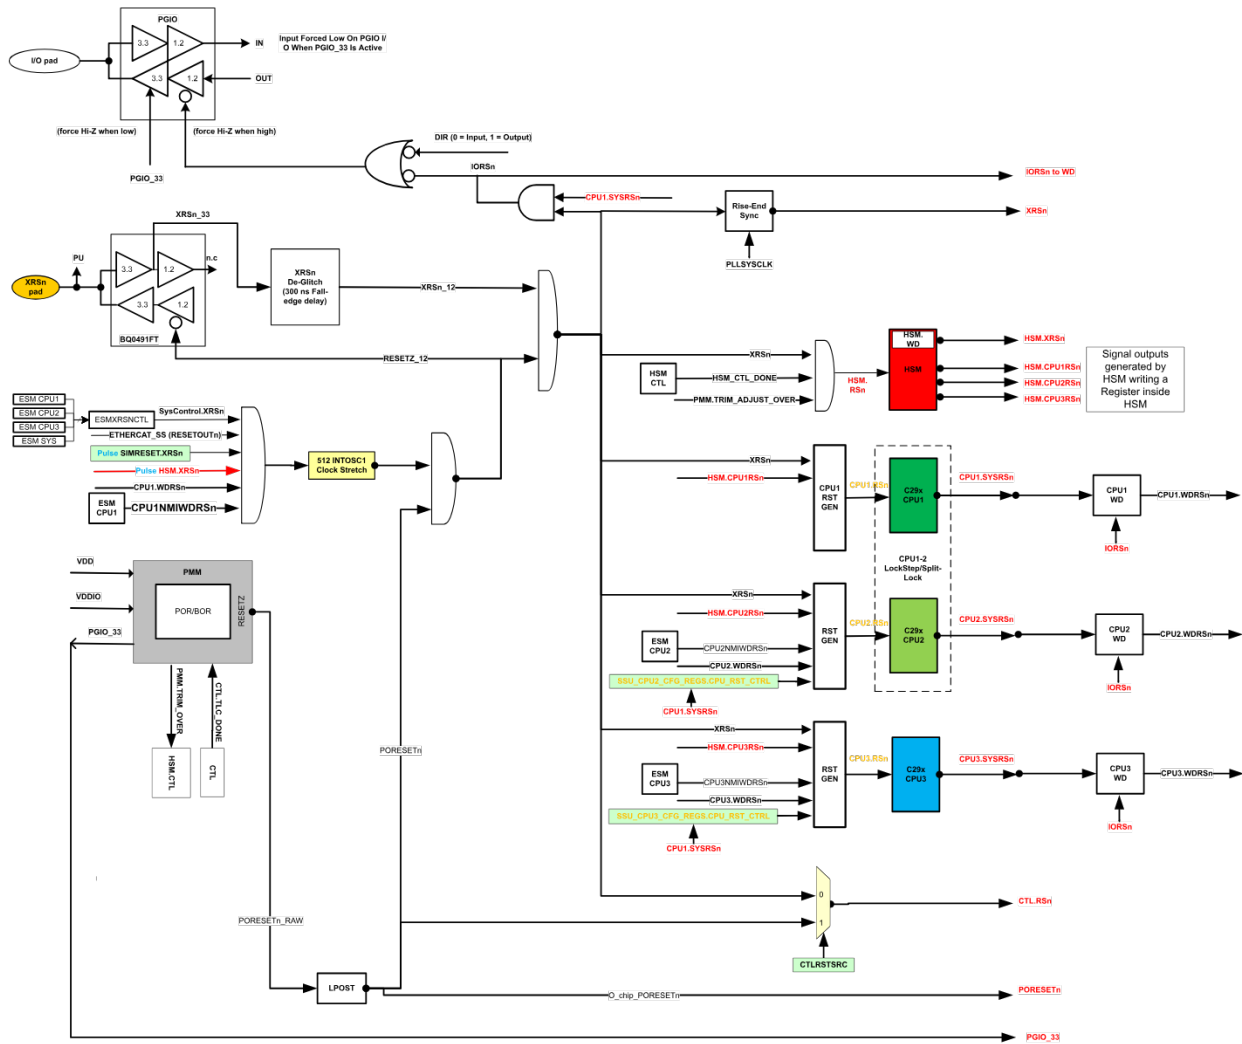 PGIO
3.3
1.2
IN
Input Forced Low On PGIO I/
O When PGIO_33 Is Active
I/O pad
3.3
1.2
OUT
(force Hi-Z when low)
(force Hi-Z when high)
DIR (0 = Input, 1 = Output)
PGIO_33
IORSn
IORSn to WD
CPU1.SYSRSn
Rise-End
Sync
XRSn
PLLSYSCLK
XRSn_33
PU
n.c
3.3
1.2
XRSn
pad
3.3
1.2
BQ0491FT
XRSn
De-Glitch
(300 ns Fall-
edge delay)
XRSn_12
RESETZ_12
XRSn
HSM
CTL
HSM_CTL_DONE
PMM.TRIM_ADJUST_OVER
HSM.
RSn
HSM.
WD
HSM
HSM.XRSn
HSM.CPU1RSn
HSM.CPU2RSn
HSM.CPU3RSn
Signal outputs
generated by
HSM writing a
Register inside
HSM
ESM CPU1
ESM CPU2
ESM CPU3
ESM SYS
ESMXRSNCTL
SysControl.XRSn
ETHERCAT_SS (RESETOUTn)
Pulse SIMRESET.XRSn
Pulse HSM.XRSn
CPU1.WDRSn
ESM
CPU1
CPU1NMIWDRSn
512 INTOSC1
Clock Stretch
XRSn
HSM.CPU1RSn
CPU1
RST
GEN
CPU1.RSn
C29x
CPU1
CPU1.SYSRSn
CPU1
WD
CPU1.WDRSn
IORSn
CPU1-2
LockStep/Split-
Lock
VDD
VDDIO
PGIO_33
PMM
POR/BOR
RESETZ
PMM.TRIM_OVER
CTL.TLC_DONE
HSM.CTL
CTL
XRSn
HSM.CPU2RSn
ESM
CPU2
CPU2NMIWDRSn
CPU2.WDRSn
SSU_CPU2_CFG_REGS.CPU_RST_CTRL
CPU1.SYSRSn
RST
GEN
CPU2.RSn
C29x
CPU2
CPU2.SYSRSn
CPU2
WD
CPU2.WDRSn
IORSn
PORESETn
XRSn
HSM.CPU3RSn
ESM
CPU3
CPU3NMIWDRSn
CPU3.WDRSn
SSU_CPU3_CFG_REGS.CPU_RST_CTRL
CPU1.SYSRSn
RST
GEN
CPU3.RSn
C29x
CPU3
CPU3.SYSRSn
CPU3
WD
CPU3.WDRSn
IORSn
0
1
CTL.RSn
CTLRSTSRC
PORESETn_RAW
LPOST
O_chip_PORESETn
PORESETn
PGIO_33